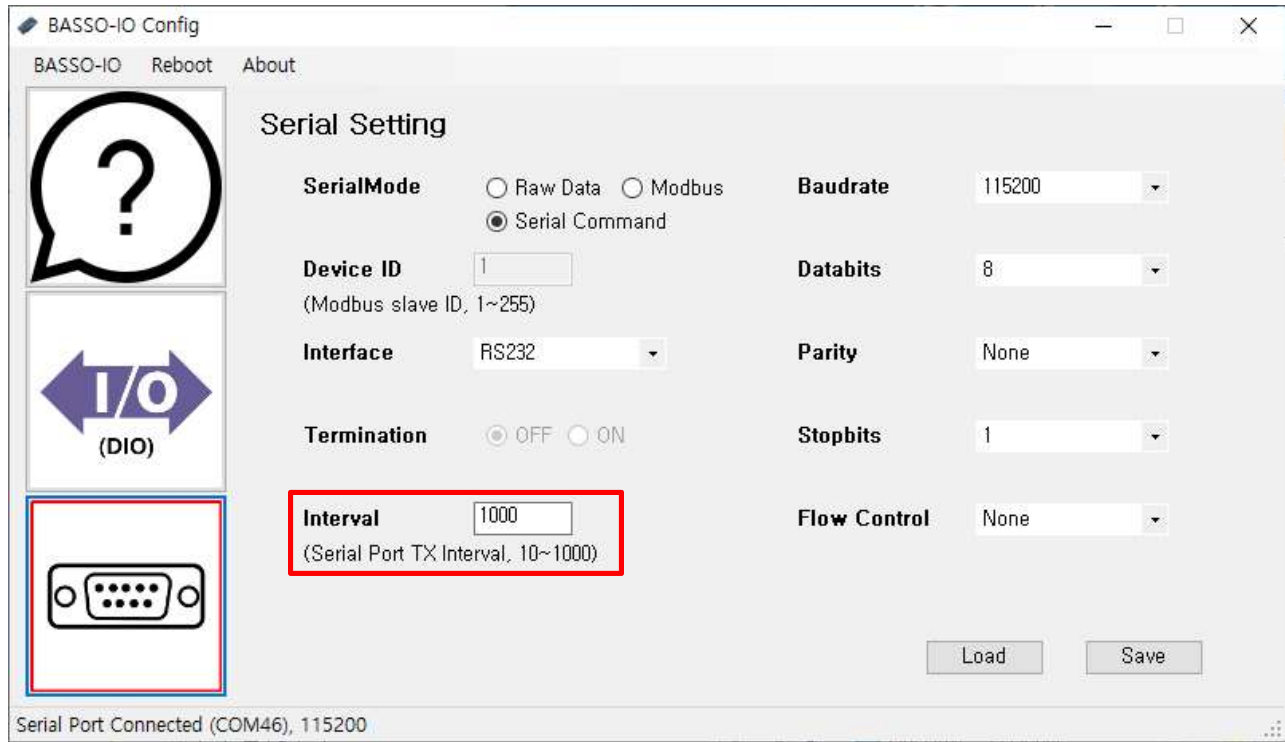 BASSO-IO Config
BASSO-IO Reboot About
?
Serial Setting
SerialMode Raw Data Modbus Baudrate 115200
Serial Command
Device ID 1 Databits 8
(Modbus slave ID, 1~255)
Interface RS232 Parity None
I/O
(DIO)
Termination OFF ON Stopbits 1
Interval 1000 Flow Control None
(Serial Port TX Interval, 10~1000)
Load Save
Serial Port Connected (COM46), 115200